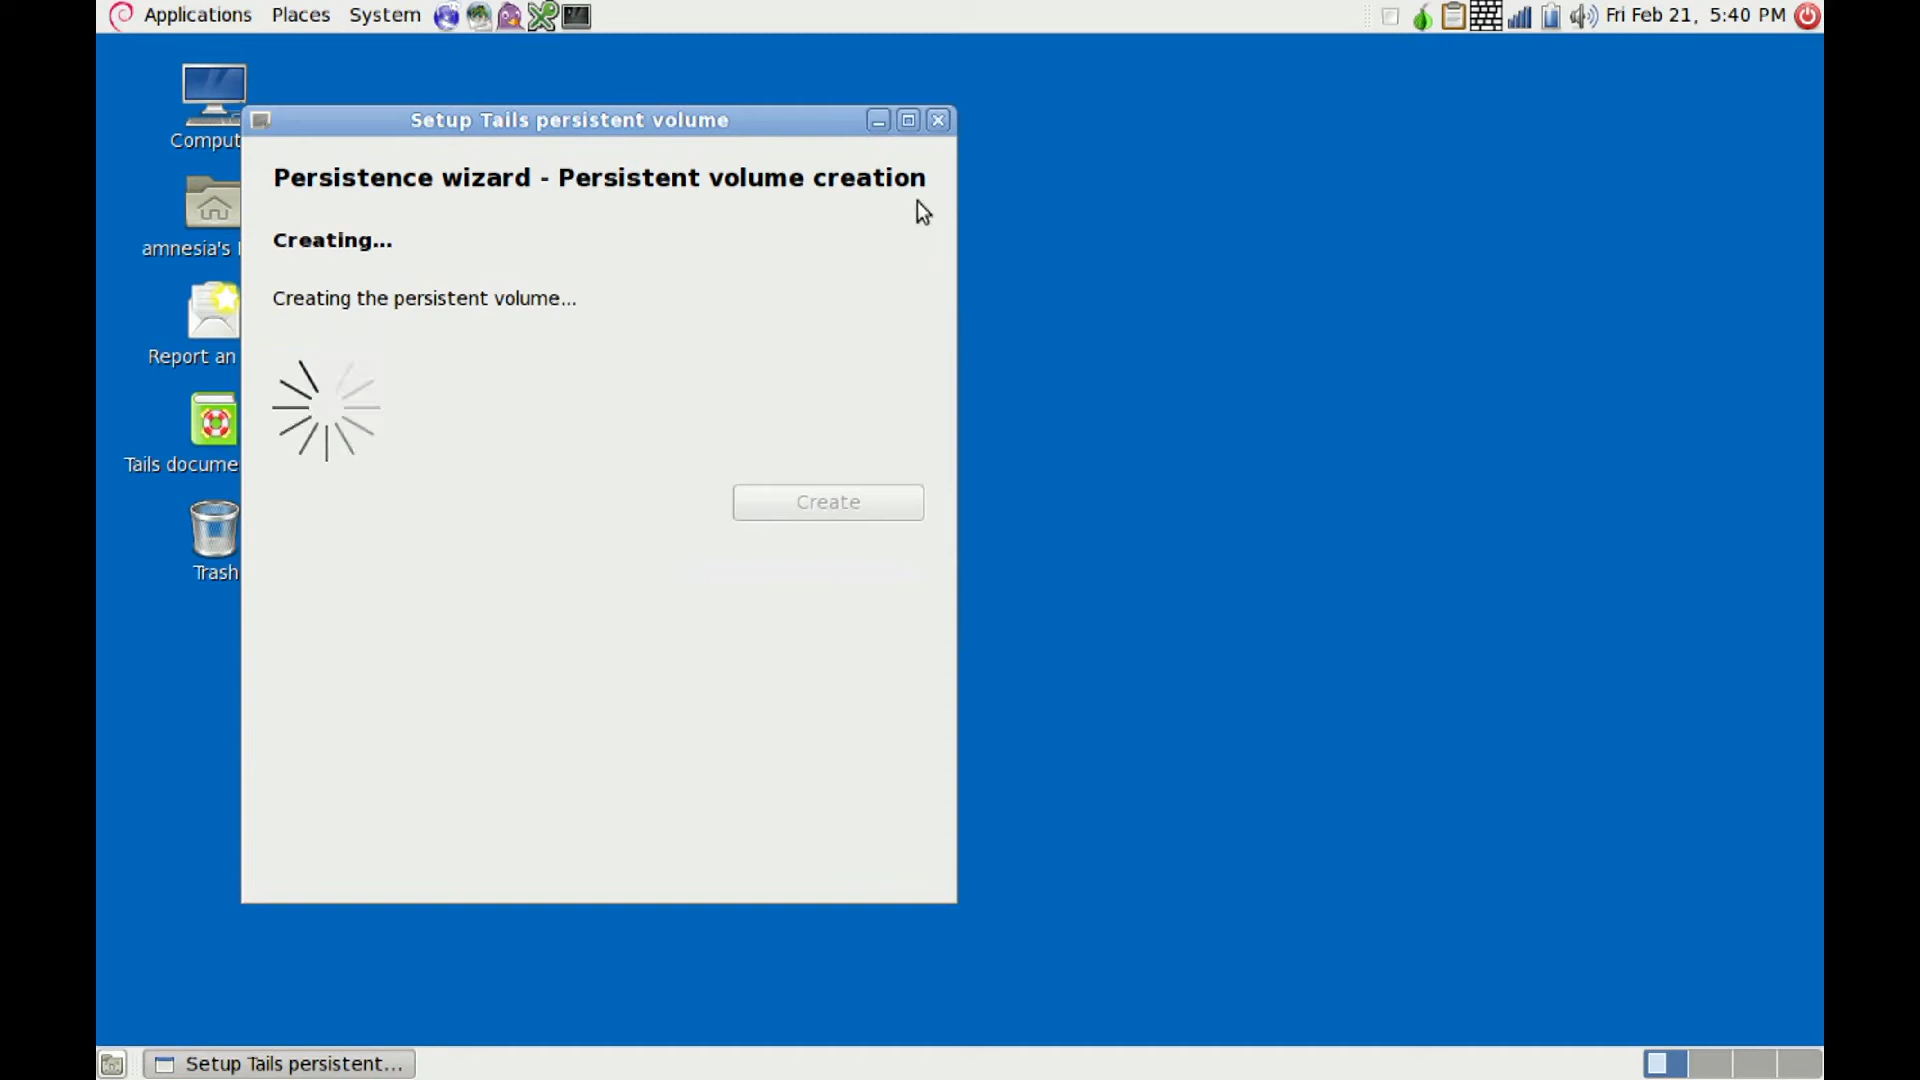 Applications Places System
Fri Feb 21, 5:40 PM
Comput
amnesia's
Report an
Tails docume
Trash
Setup Tails persistent volume
Persistence wizard - Persistent volume creation
Creating...
Creating the persistent volume...
Create
Setup Tails persistent...